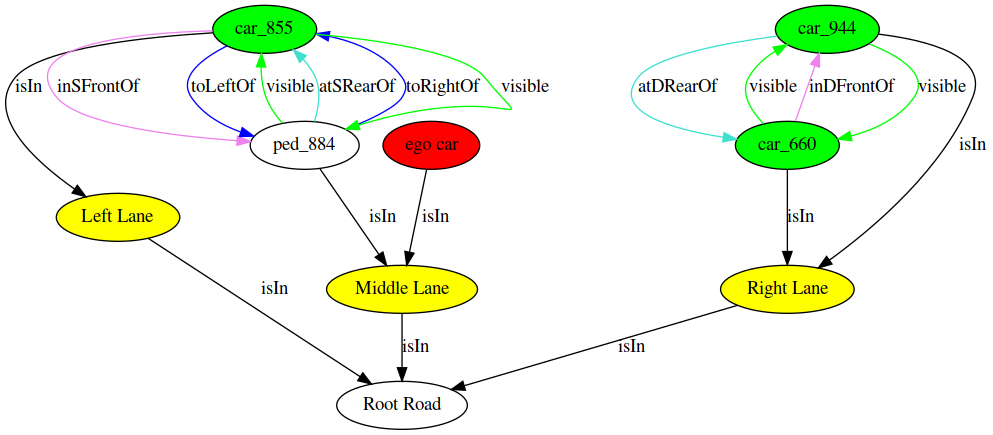 car_855 car_944
isIn inSFrontOf toLeftOf visible atSRearOf toRightOf visible atDRearOf visible inDFrontOf visible
ped_884 ego car car_660 isIn
Left Lane isIn isIn isIn
isIn Middle Lane Right Lane
isIn isIn
Root Road